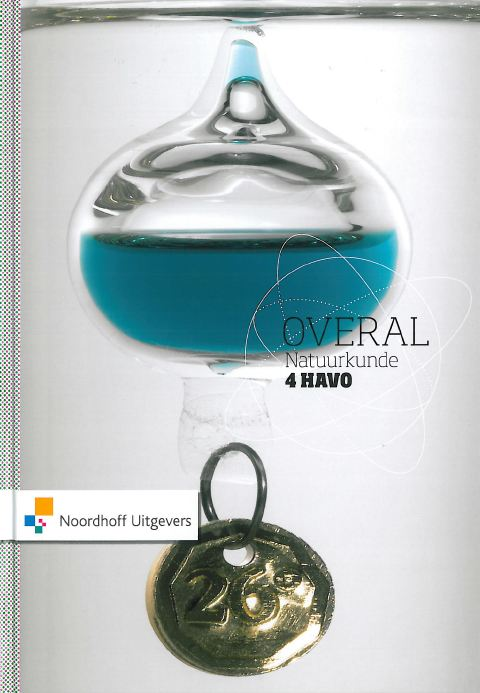 OVERAL
Natuurkunde
4 HAVO
Noordhoff Uitgevers
26°